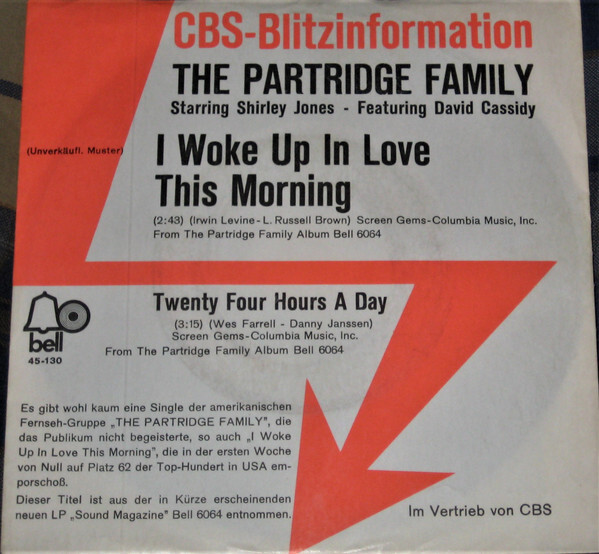 CBS-Blitzinformation
THE PARTRIDGE FAMILY
Starring Shirley Jones - Featuring David Cassidy
(Unverkäufl. Muster)
I Woke Up In Love
This Morning
(2:43) (Irwin Levine - L. Russell Brown) Screen Gems-Columbia Music, Inc.
From The Partridge Family Album Bell 6064
Twenty Four Hours A Day
(3:15) (Wes Farrell - Danny Janssen)
Screen Gems-Columbia Music, Inc.
From The Partridge Family Album Bell 6064
bell
45-130
Es gibt wohl kaum eine Single der amerikanischen
Fernseh-Gruppe „THE PARTRIDGE FAMILY", die
das Publikum nicht begeisterte, so auch „I Woke
Up In Love This Morning", die in der ersten Woche
von Null auf Platz 62 der Top-Hundert in USA em-
porschoß.
Dieser Titel ist aus der in Kürze erscheinenden
neuen LP „Sound Magazine" Bell 6064 entnommen.
Im Vertrieb von CBS